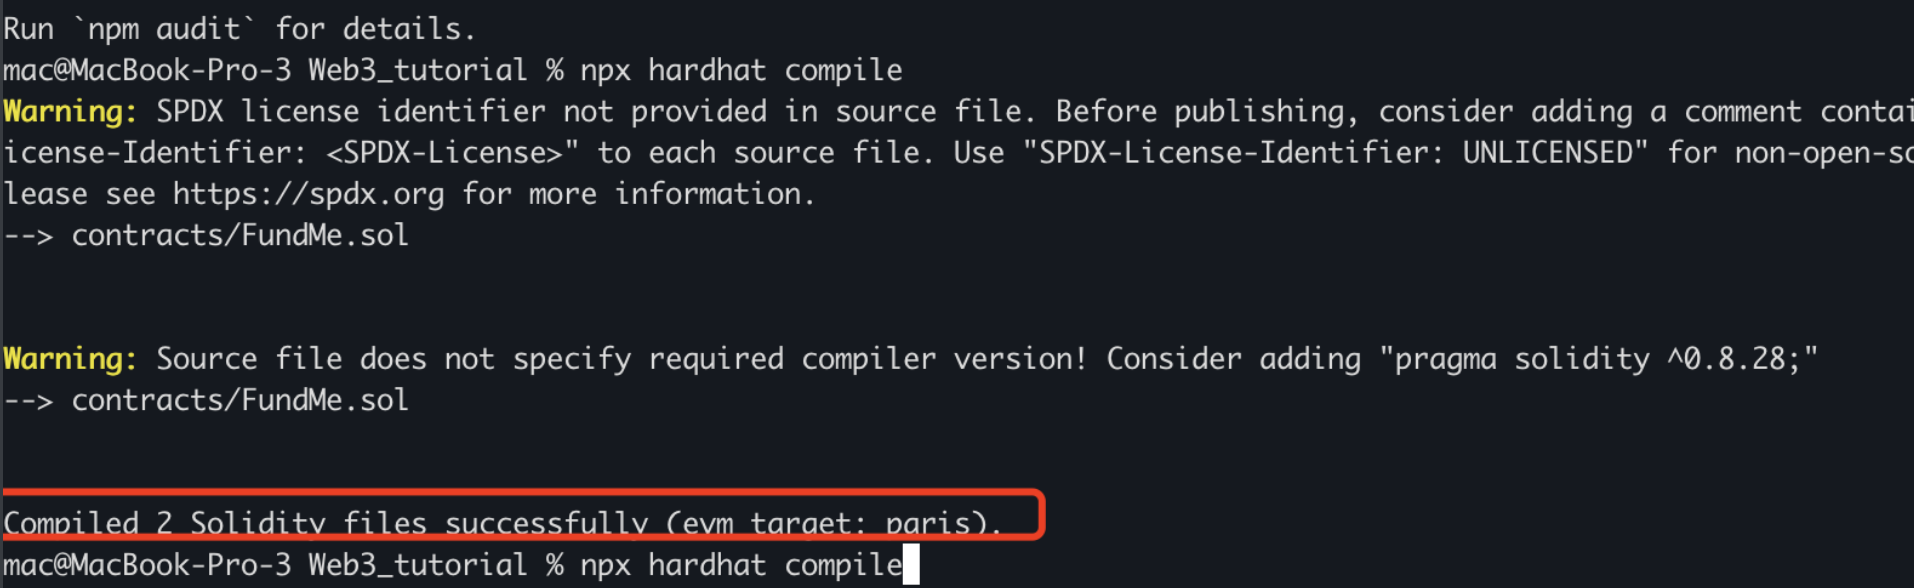 Run `npm audit` for details.
mac@MacBook-Pro-3 Web3_tutorial % npx hardhat compile
Warning: SPDX license identifier not provided in source file. Before publishing, consider adding a comment
icense-Identifier: <SPDX-License>" to each source file. Use "SPDX-License-Identifier: UNLICENSED" for
lease see https://spdx.org for more information.
--> contracts/FundMe.sol
Warning: Source file does not specify required compiler version! Consider adding "pragma solidity ^0.8.28;"
--> contracts/FundMe.sol
Compiled 2 Solidity files successfully (evm target: paris).
mac@MacBook-Pro-3 Web3_tutorial % npx hardhat compile